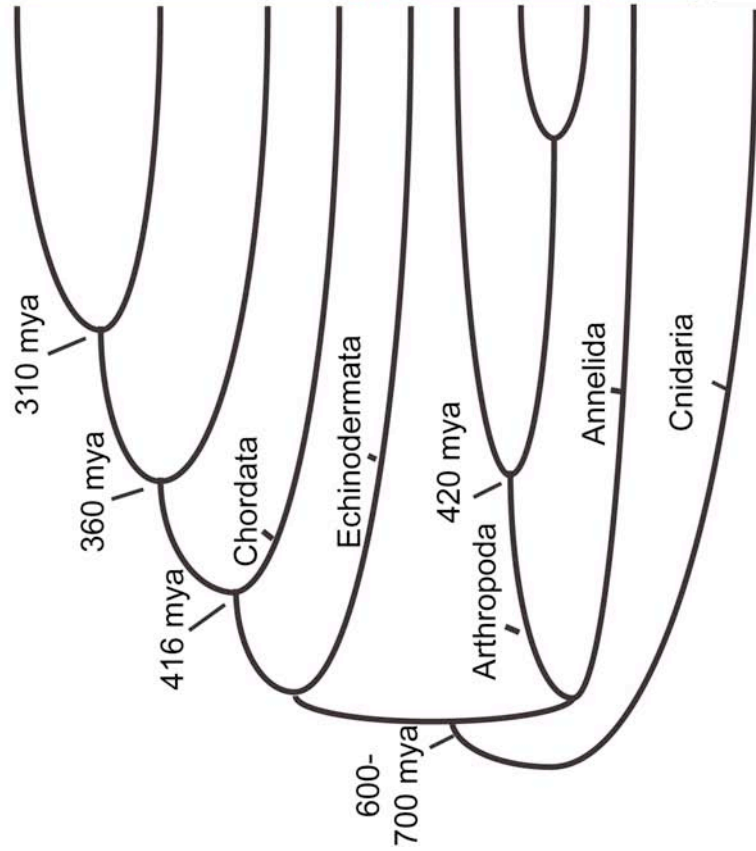 310 mya
360 mya
416 mya
Chordata
Echinodermata
420 mya
Arthropoda
Annelida
Cnidaria
600-
700 mya